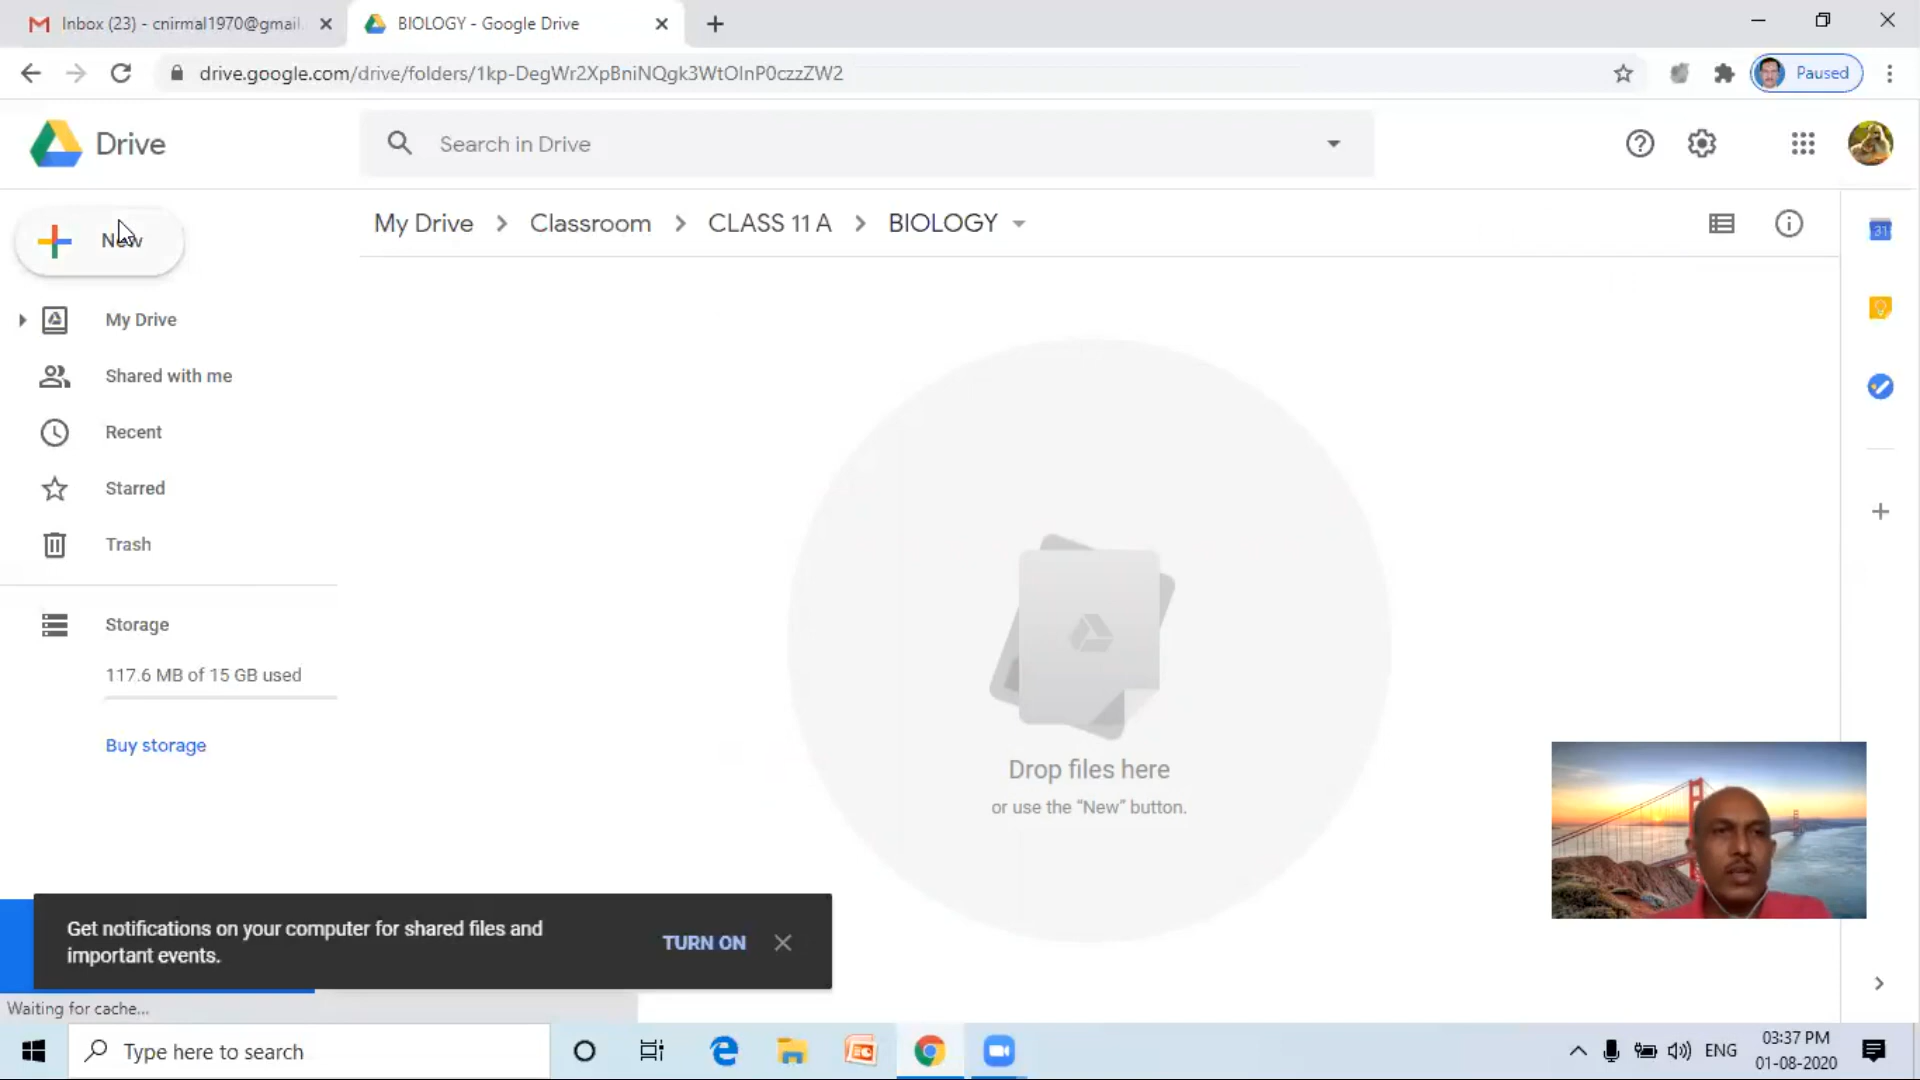 Inbox (23) - cnirmal1970@gmail.
BIOLOGY - Google Drive
drive.google.com/drive/folders/1kp-DegWr2XpBniNQgk3WtOInP0czzZW2
Paused
Drive
Search in Drive
New
My Drive > Classroom > CLASS 11 A > BIOLOGY
31
My Drive
Shared with me
Recent
Starred
Trash
Storage
117.6 MB of 15 GB used
Buy storage
Drop files here
or use the “New” button.
Get notifications on your computer for shared files and
important events.
TURN ON
Waiting for cache...
Type here to search
ENG
03:37 PM
01-08-2020